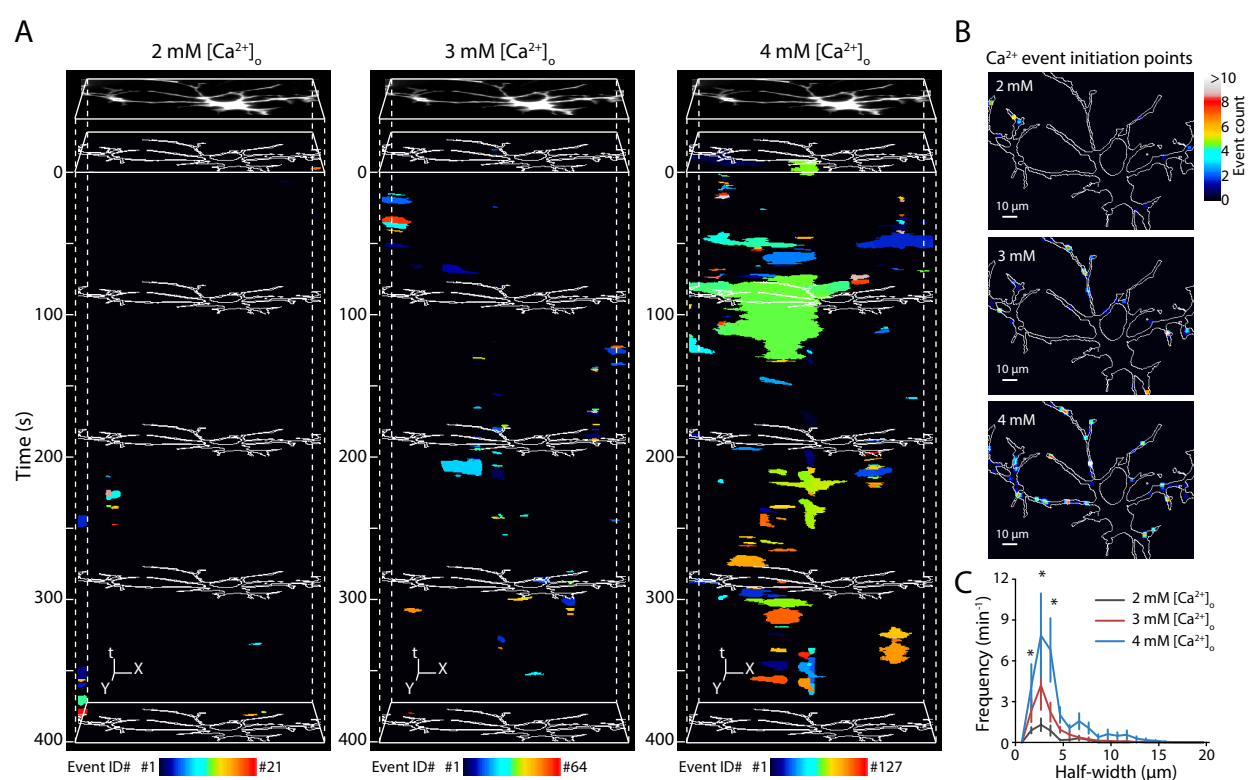 A
2 mM [Ca²⁺]ₒ
3 mM [Ca²⁺]ₒ
4 mM [Ca²⁺]ₒ
0
100
200
300
400
Time (s)
t
X
Y
0
100
200
300
400
t
X
Y
0
100
200
300
400
t
X
Y
Event ID# #1 #21
Event ID# #1 #64
Event ID# #1 #127
B
Ca²⁺ event initiation points
2 mM
10 µm
3 mM
10 µm
4 mM
10 µm
>10
8
6
4
2
0
Event count
C
12
9
6
3
0
Frequency (min⁻¹)
* * *
2 mM [Ca²⁺]ₒ
3 mM [Ca²⁺]ₒ
4 mM [Ca²⁺]ₒ
0 5 10 15 20
Half-width (µm)